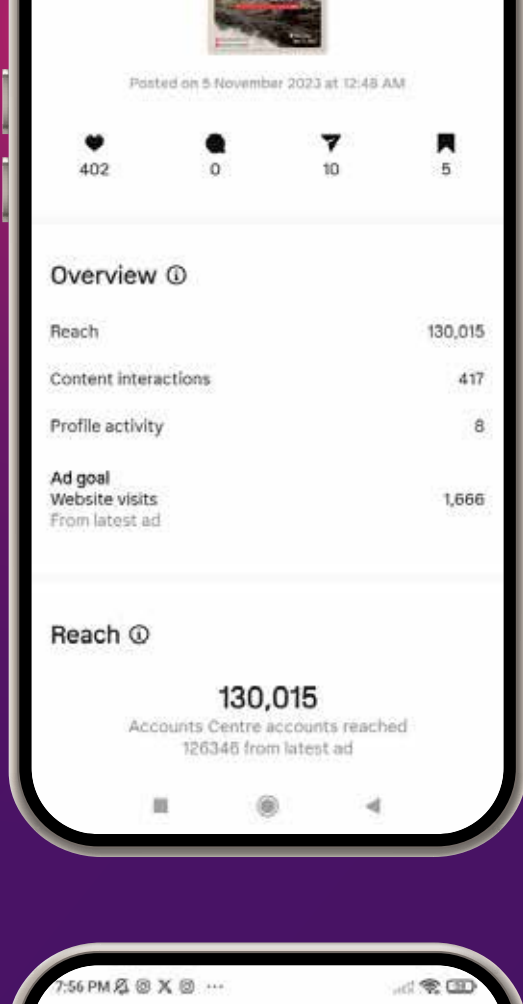 Posted on 5 November 2023 at 12:48 AM
402 0 10 5
Overview
Reach 130,015
Content interactions 417
Profile activity 8
Ad goal
Website visits 1,666
From latest ad
Reach
130,015
Accounts Centre accounts reached
126346 from latest ad
7:56 PM